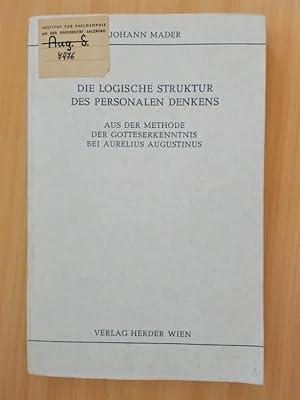 INSTITUT FÜR PHILOSOPHIE
AN DER UNIVERSITÄT SALZBURG
Aug. S.
4476
JOHANN MADER
DIE LOGISCHE STRUKTUR
DES PERSONALEN DENKENS
AUS DER METHODE
DER GOTTESERKENNTNIS
BEI AURELIUS AUGUSTINUS
VERLAG HERDER WIEN